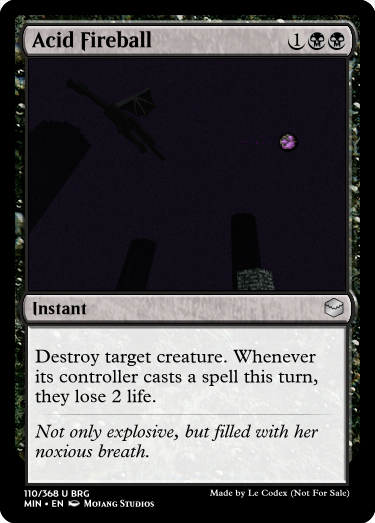 Acid Fireball 1
Instant
Destroy target creature. Whenever
its controller casts a spell this turn,
they lose 2 life.
Not only explosive, but filled with her
noxious breath.
110/368 U BRG
Made by Le Codex (Not For Sale)
MIN • EN Mojang Studios